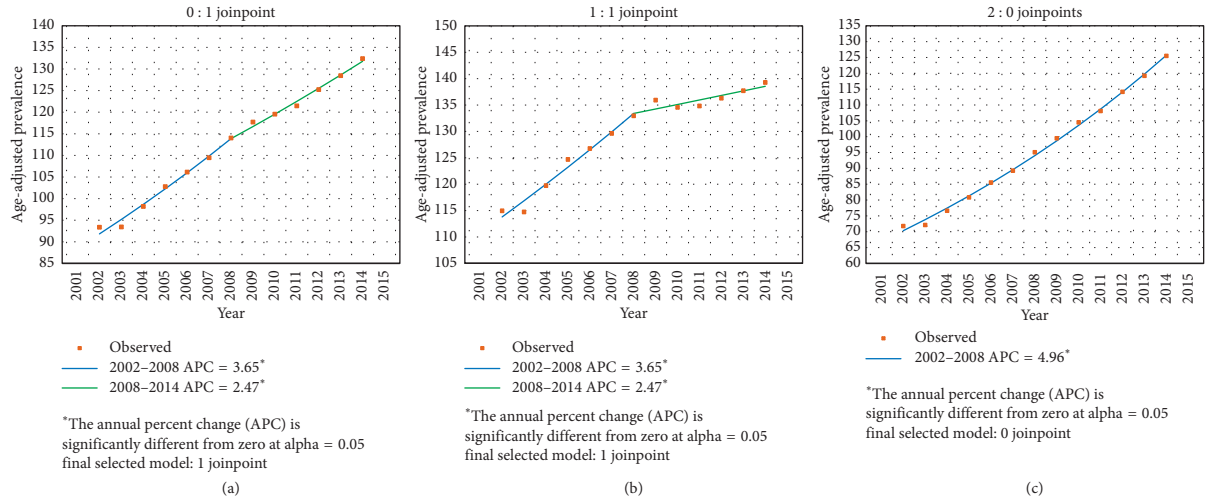 0 : 1 joinpoint
Age-adjusted prevalence
140
135
130
125
120
115
110
105
100
95
90
85
2001
2002
2003
2004
2005
2006
2007
2008
2009
2010
2011
2012
2013
2014
2015
Year
Observed
2002–2008 APC = 3.65*
2008–2014 APC = 2.47*
*The annual percent change (APC) is
significantly different from zero at alpha = 0.05
final selected model: 1 joinpoint
(a)
1 : 1 joinpoint
Age-adjusted prevalence
150
145
140
135
130
125
120
115
110
105
2001
2002
2003
2004
2005
2006
2007
2008
2009
2010
2011
2012
2013
2014
2015
Year
Observed
2002–2008 APC = 3.65*
2008–2014 APC = 2.47*
*The annual percent change (APC) is
significantly different from zero at alpha = 0.05
final selected model: 1 joinpoint
(b)
2 : 0 joinpoints
Age-adjusted prevalence
135
130
125
120
115
110
105
100
95
90
85
80
75
70
65
60
2001
2002
2003
2004
2005
2006
2007
2008
2009
2010
2011
2012
2013
2014
2015
Year
Observed
2002–2008 APC = 4.96*
*The annual percent change (APC) is
significantly different from zero at alpha = 0.05
final selected model: 0 joinpoint
(c)